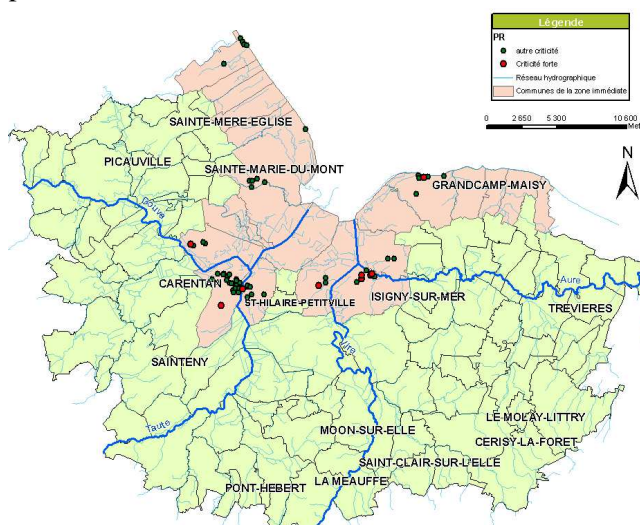 Légende
PR
autre criticité
Criticité forte
Réseau hydrographique
Communes de la zone immédiate
0 2 650 5 300 10 600
N
SAINTE-MERE-EGLISE
PICAUVILLE
SAINTE-MARIE-DU-MONT
GRANDCAMP-MAISY
Douve
CARENTAN
ST-HILAIRE-PETITVILLE
ISIGNY-SUR-MER
Aure
TREVIERES
Vire
SAINTENY
Taute
MOON-SUR-ELLE
LE MOLAY-LITTRY
CERISY-LA-FORET
SAINT-CLAIR-SUR-L'ELLE
LA MEAUFFE
PONT-HEBERT